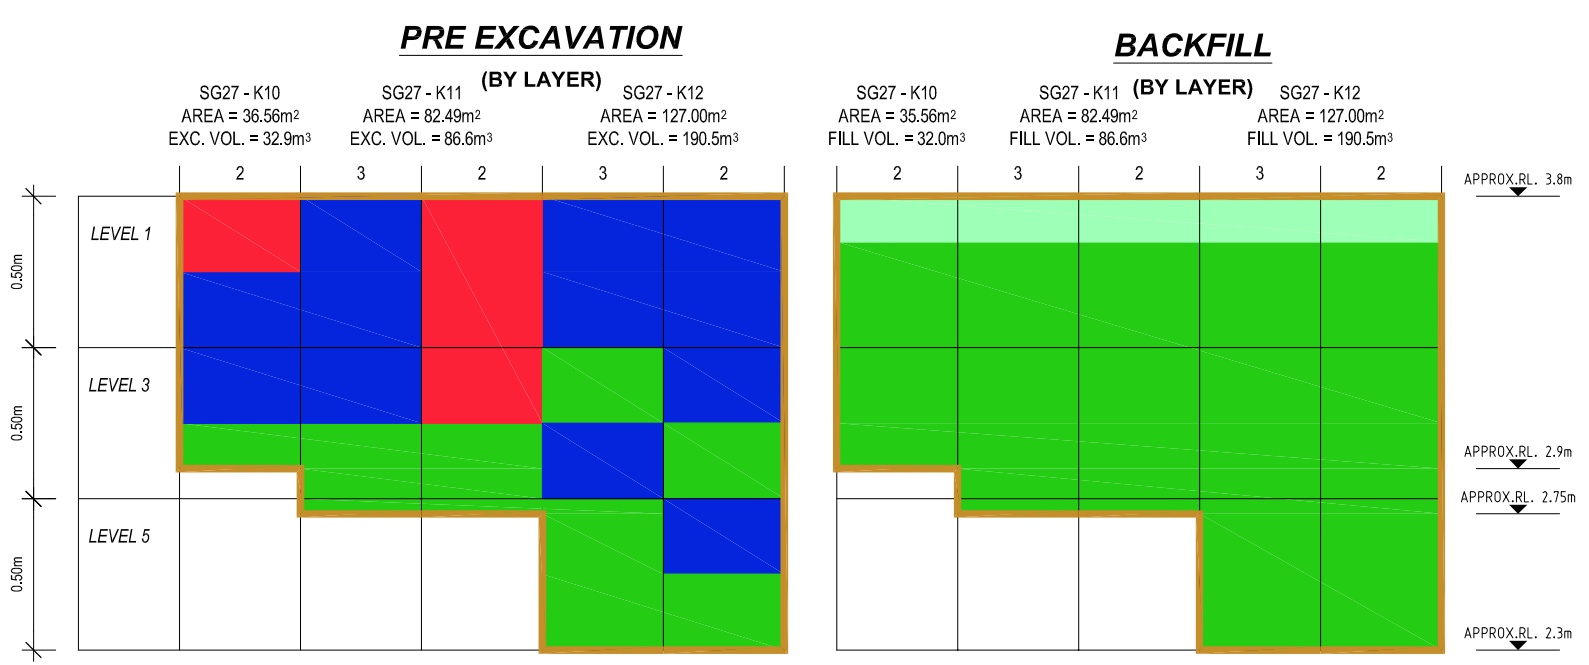 PRE EXCAVATION
(BY LAYER)
SG27 - K10
AREA = 36.56m²
EXC. VOL. = 32.9m³
SG27 - K11
AREA = 82.49m²
EXC. VOL. = 86.6m³
SG27 - K12
AREA = 127.00m²
EXC. VOL. = 190.5m³
2 3 2 3 2
LEVEL 1
LEVEL 3
LEVEL 5
0.50m
0.50m
0.50m
BACKFILL
(BY LAYER)
SG27 - K10
AREA = 35.56m²
FILL VOL. = 32.0m³
SG27 - K11
AREA = 82.49m²
FILL VOL. = 86.6m³
SG27 - K12
AREA = 127.00m²
FILL VOL. = 190.5m³
2 3 2 3 2
APPROX.RL. 3.8m
APPROX.RL. 2.9m
APPROX.RL. 2.75m
APPROX.RL. 2.3m